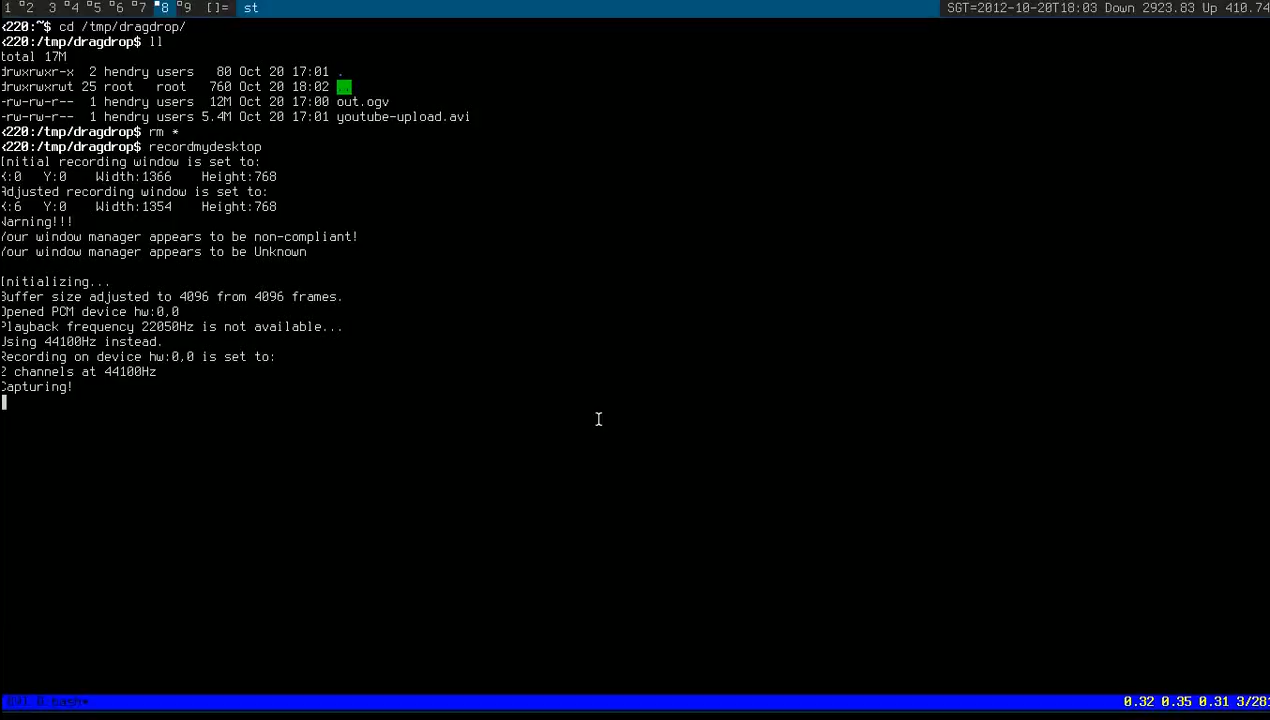 1 2 3 4 5 6 7 8 9 []= st SGT=2012-10-20T18:03 Down 2923.83 Up 410.74
<220:~$ cd /tmp/dragdrop/
<220:/tmp/dragdrop$ ll
total 17M
drwxrwxr-x 2 hendry users 80 Oct 20 17:01 .
drwxrwxrwt 25 root root 760 Oct 20 18:02 ..
-rw-rw-r-- 1 hendry users 12M Oct 20 17:00 out.ogv
-rw-rw-r-- 1 hendry users 5.4M Oct 20 17:01 youtube-upload.avi
<220:/tmp/dragdrop$ rm *
<220:/tmp/dragdrop$ recordmydesktop
Initial recording window is set to:
X:0 Y:0 Width:1366 Height:768
Adjusted recording window is set to:
X:6 Y:0 Width:1354 Height:768
Warning!!!
Your window manager appears to be non-compliant!
Your window manager appears to be Unknown
Initializing...
Buffer size adjusted to 4096 from 4096 frames.
Opened PCM device hw:0,0
Playback frequency 22050Hz is not available...
Using 44100Hz instead.
Recording on device hw:0,0 is set to:
2 channels at 44100Hz
Capturing!
0.32 0.35 0.31 3/281